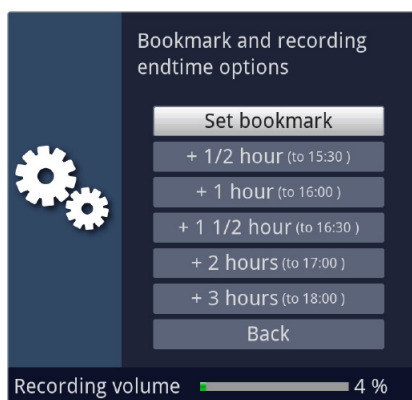 Bookmark and recording
endtime options
Set bookmark
+ 1/2 hour (to 15:30 )
+ 1 hour (to 16:00 )
+ 1 1/2 hour (to 16:30 )
+ 2 hours (to 17:00 )
+ 3 hours (to 18:00 )
Back
Recording volume 4 %